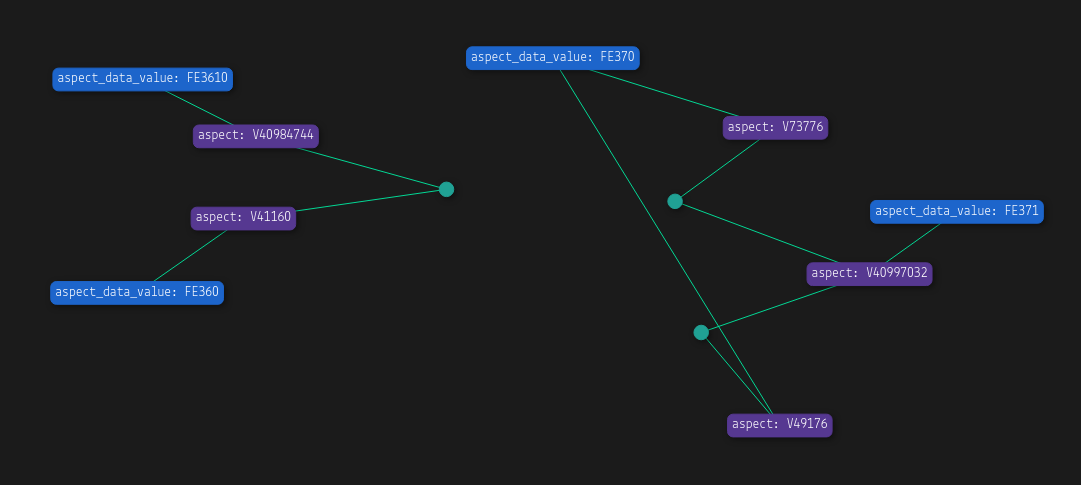 aspect_data_value: FE370
aspect_data_value: FE3610
aspect: V73776
aspect: V40984744
aspect_data_value: FE371
aspect: V41160
aspect: V40997032
aspect_data_value: FE360
aspect: V49176